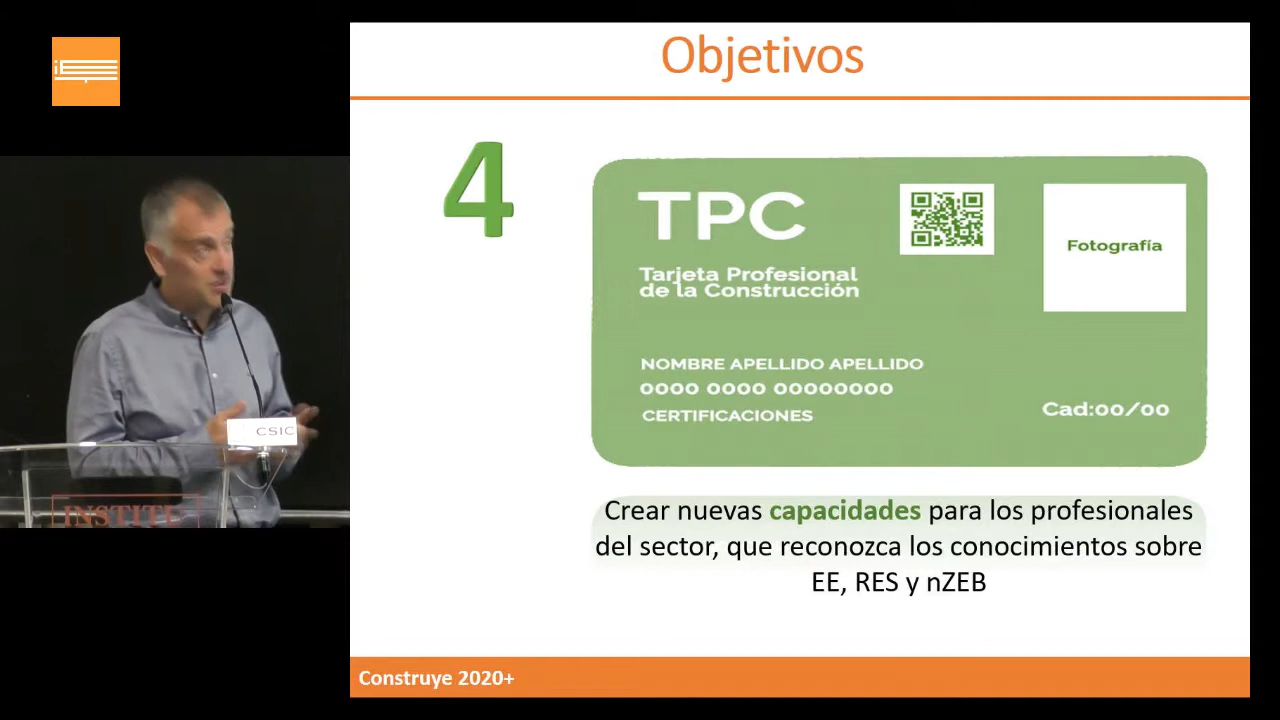 Objetivos
4
TPC
Tarjeta Profesional
de la Construcción
Fotografía
NOMBRE APELLIDO APELLIDO
0000 0000 00000000
CERTIFICACIONES
Cad:00/00
Crear nuevas capacidades para los profesionales
del sector, que reconozca los conocimientos sobre
EE, RES y nZEB
Construye 2020+
CSIC